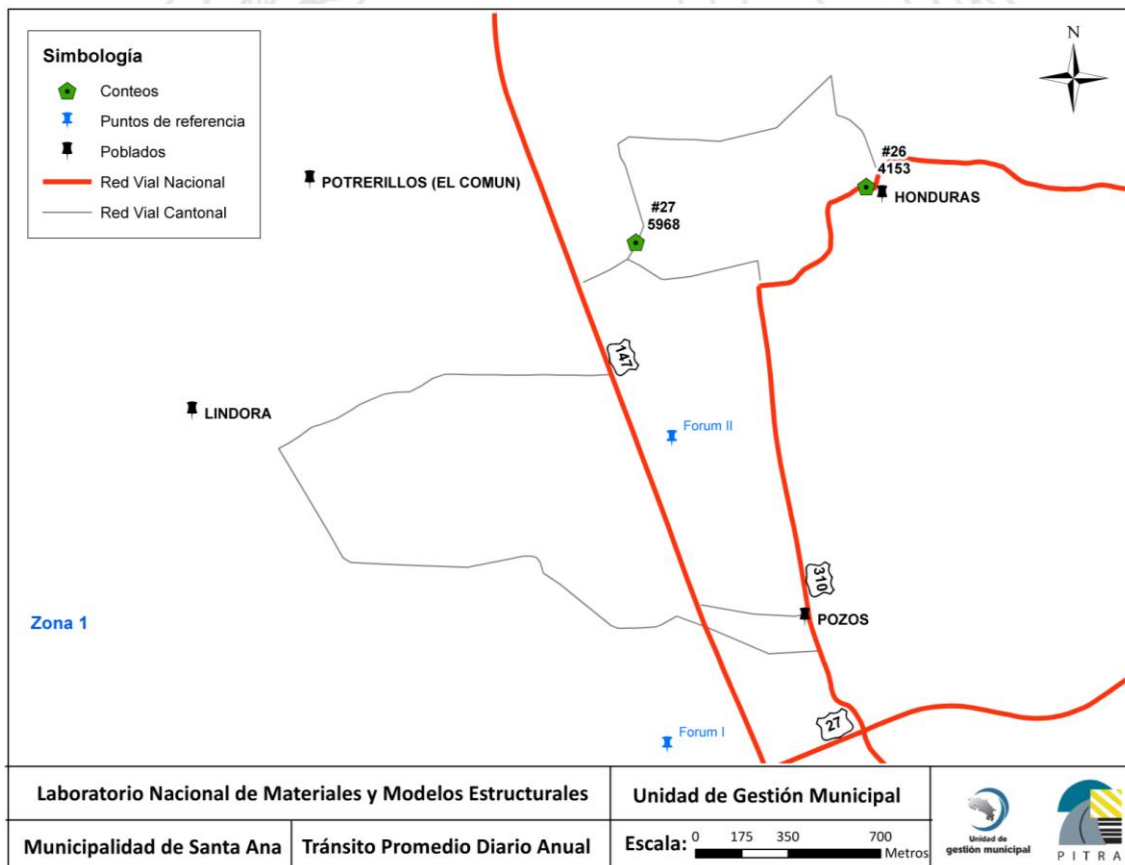 Simbología
Conteos
Puntos de referencia
Poblados
Red Vial Nacional
Red Vial Cantonal
N
#26
4153
HONDURAS
POTRERILLOS (EL COMUN)
#27
5968
147
LINDORA
Forum II
310
POZOS
Zona 1
27
Forum I
Laboratorio Nacional de Materiales y Modelos Estructurales
Unidad de Gestión Municipal
Municipalidad de Santa Ana
Tránsito Promedio Diario Anual
Escala: 0 175 350 700 Metros
Unidad de
gestión municipal
PITRA